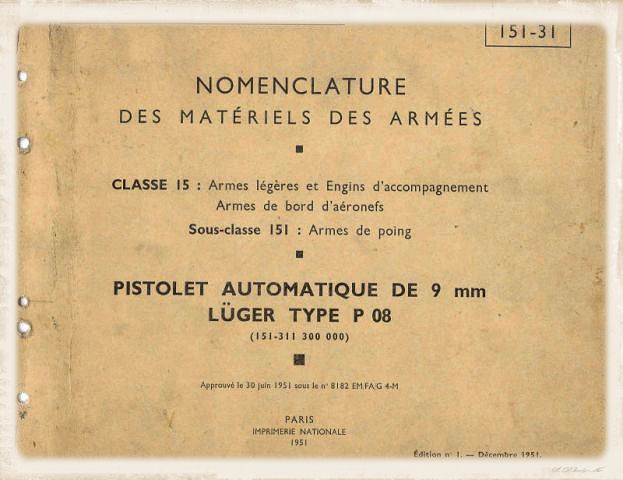 151-31
NOMENCLATURE
DES MATÉRIELS DES ARMÉES
CLASSE 15 : Armes légères et Engins d'accompagnement
Armes de bord d'aéronefs
Sous-classe 151 : Armes de poing
PISTOLET AUTOMATIQUE DE 9 mm
LÜGER TYPE P 08
(151-311 300 000)
Approuvé le 30 juin 1951 sous le n° 8182 EM.FA/G 4-M
PARIS
IMPRIMERIE NATIONALE
1951
Édition n° 1. — Décembre 1951.